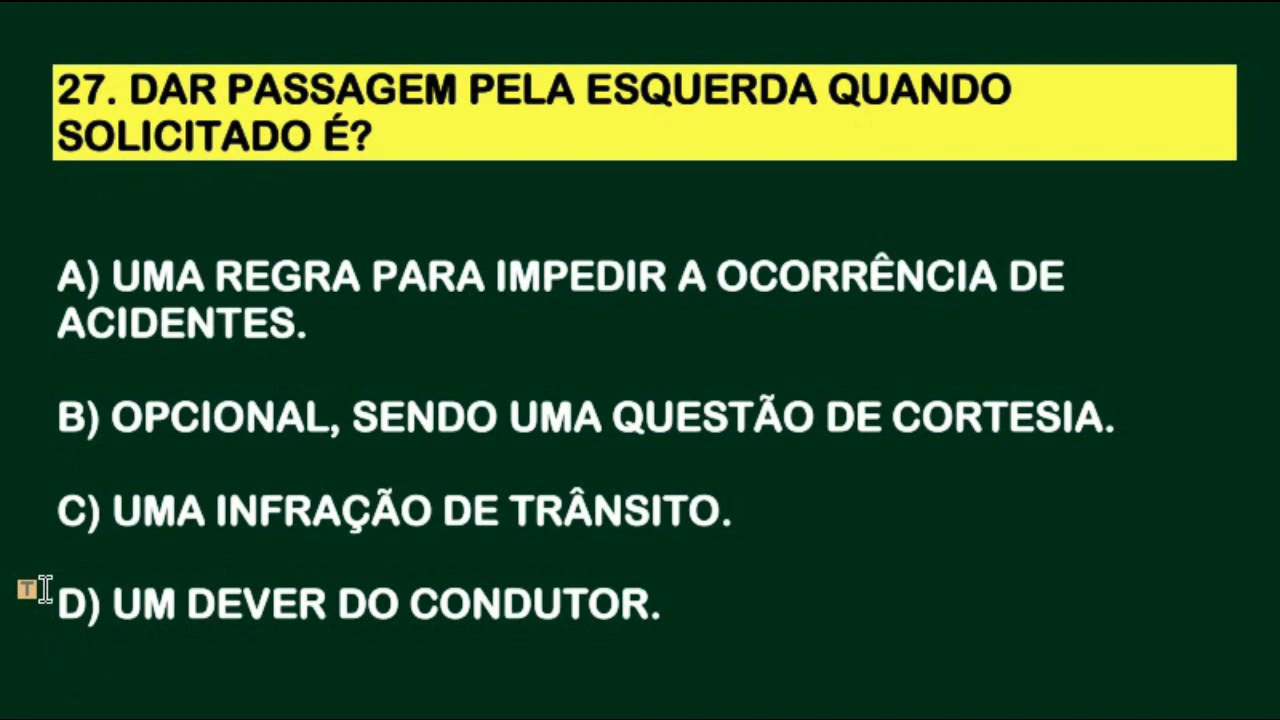 27. DAR PASSAGEM PELA ESQUERDA QUANDO
SOLICITADO É?
A) UMA REGRA PARA IMPEDIR A OCORRÊNCIA DE
ACIDENTES.
B) OPCIONAL, SENDO UMA QUESTÃO DE CORTESIA.
C) UMA INFRAÇÃO DE TRÂNSITO.
T
D) UM DEVER DO CONDUTOR.